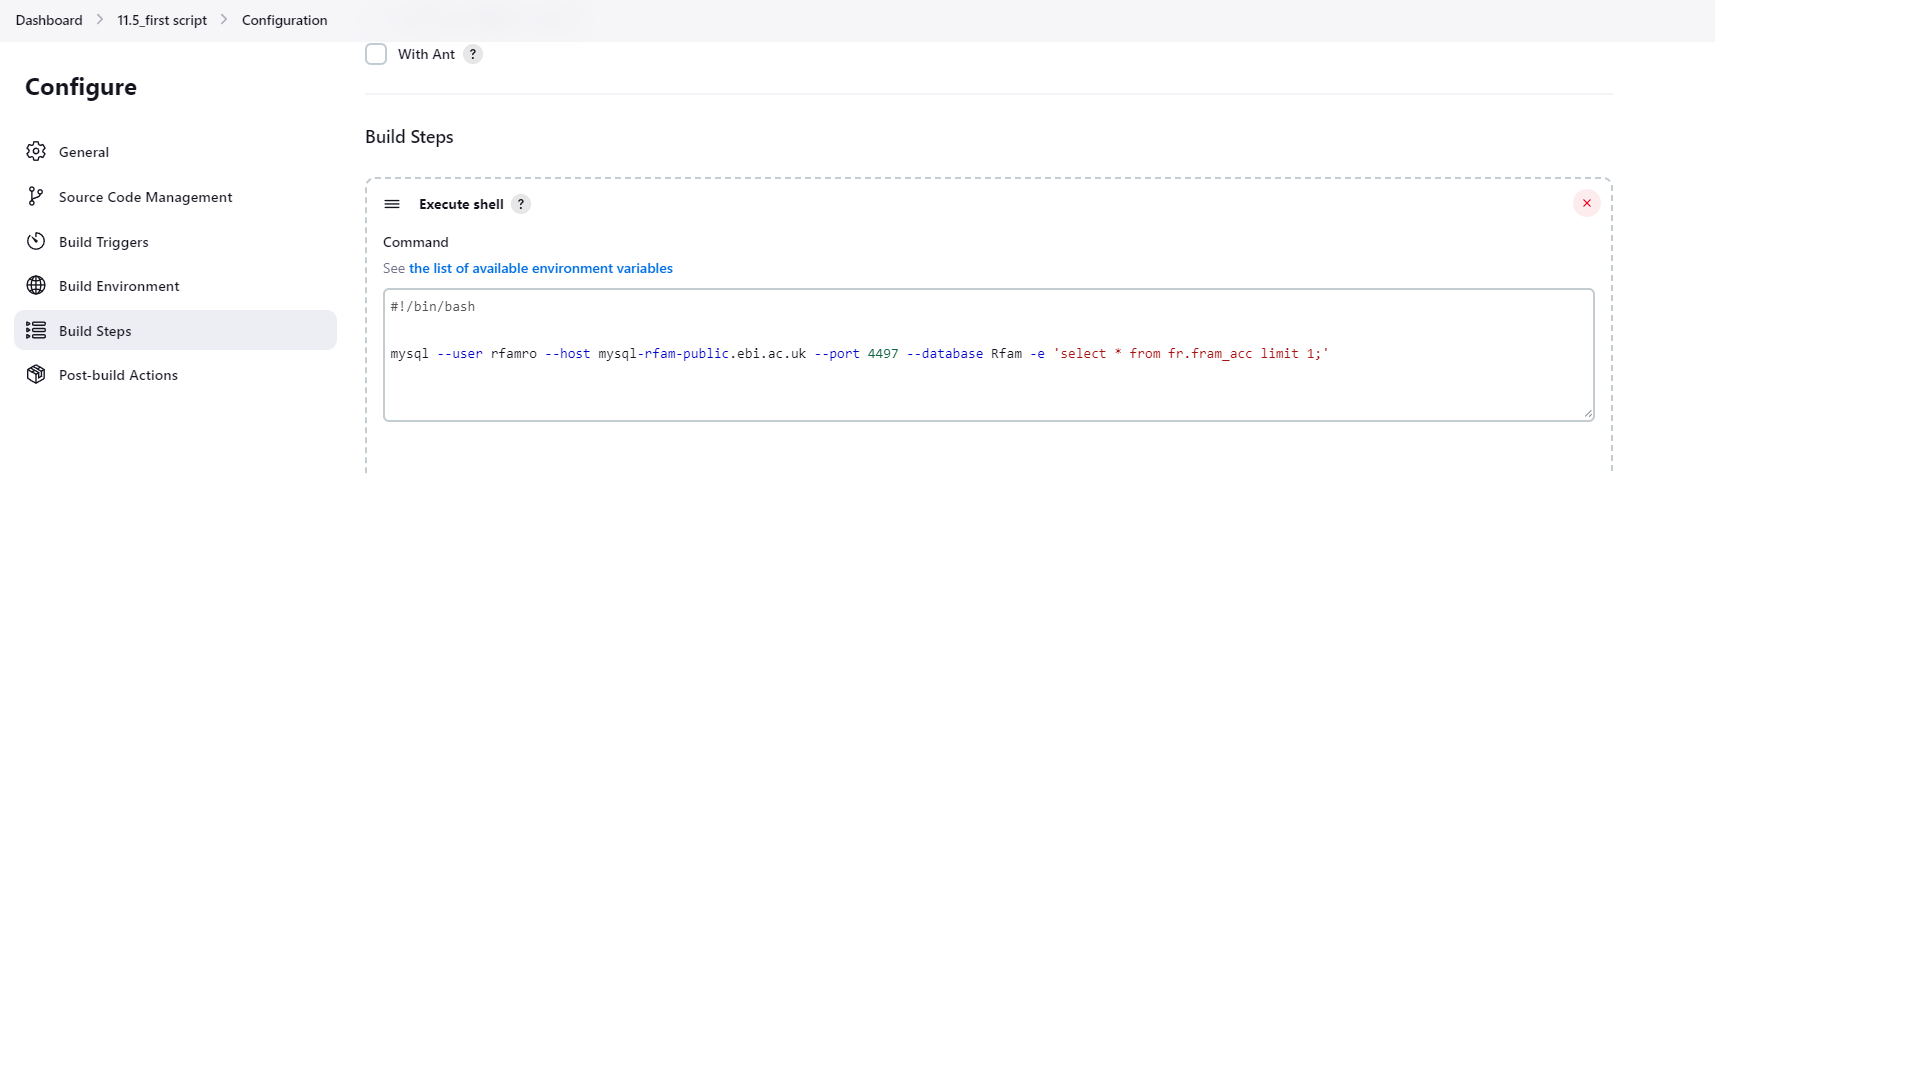 Dashboard > 11.5_first script > Configuration
With Ant ?
Configure
General
Source Code Management
Build Triggers
Build Environment
Build Steps
Post-build Actions
Build Steps
Execute shell ?
Command
See the list of available environment variables
#!/bin/bash
mysql --user rfamro --host mysql-rfam-public.ebi.ac.uk --port 4497 --database Rfam -e 'select * from fr.fram_acc limit 1;'